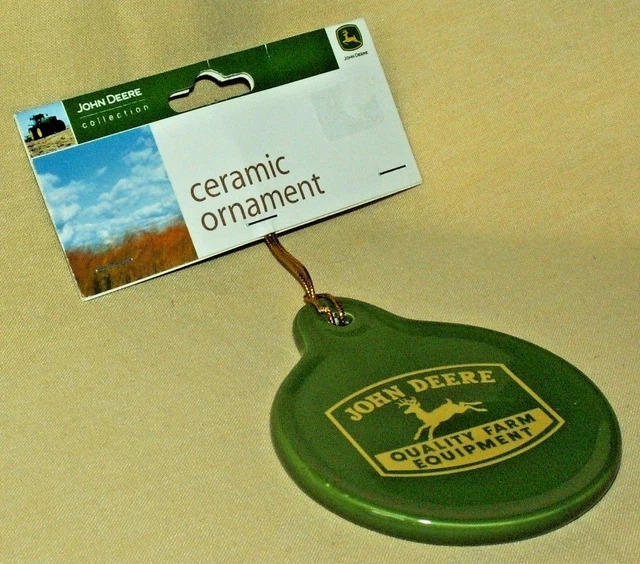 JOHN DEERE
collection
JOHN DEERE
ceramic
ornament
JOHN DEERE
QUALITY FARM
EQUIPMENT